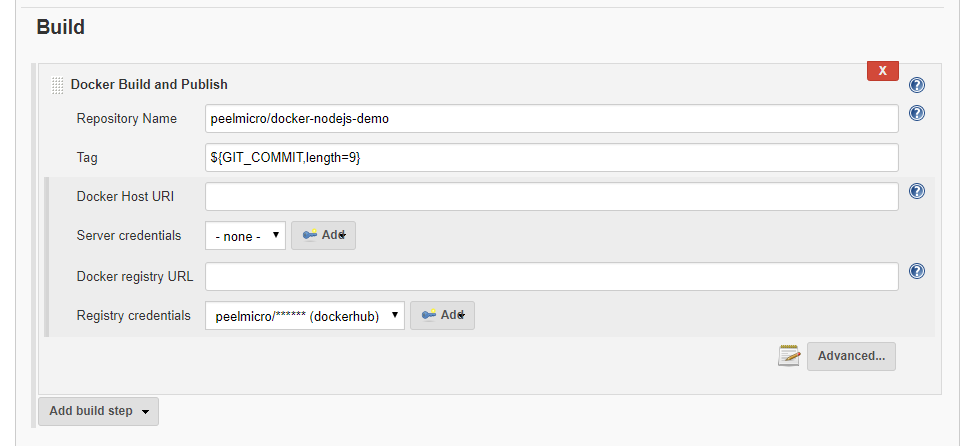 Build
X
Docker Build and Publish
Repository Name peelmicro/docker-nodejs-demo
Tag ${GIT_COMMIT,length=9}
Docker Host URI
Server credentials - none - Add
Docker registry URL
Registry credentials peelmicro/****** (dockerhub) Add
Advanced...
Add build step